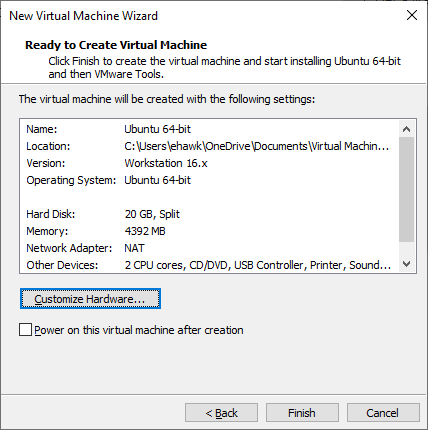 New Virtual Machine Wizard
Ready to Create Virtual Machine
Click Finish to create the virtual machine and start installing Ubuntu 64-bit
and then VMware Tools.
The virtual machine will be created with the following settings:
Name: Ubuntu 64-bit
Location: C:\Users\ehawk\OneDrive\Documents\Virtual Machin...
Version: Workstation 16.x
Operating System: Ubuntu 64-bit
Hard Disk: 20 GB, Split
Memory: 4392 MB
Network Adapter: NAT
Other Devices: 2 CPU cores, CD/DVD, USB Controller, Printer, Sound...
Customize Hardware...
Power on this virtual machine after creation
< Back Finish Cancel